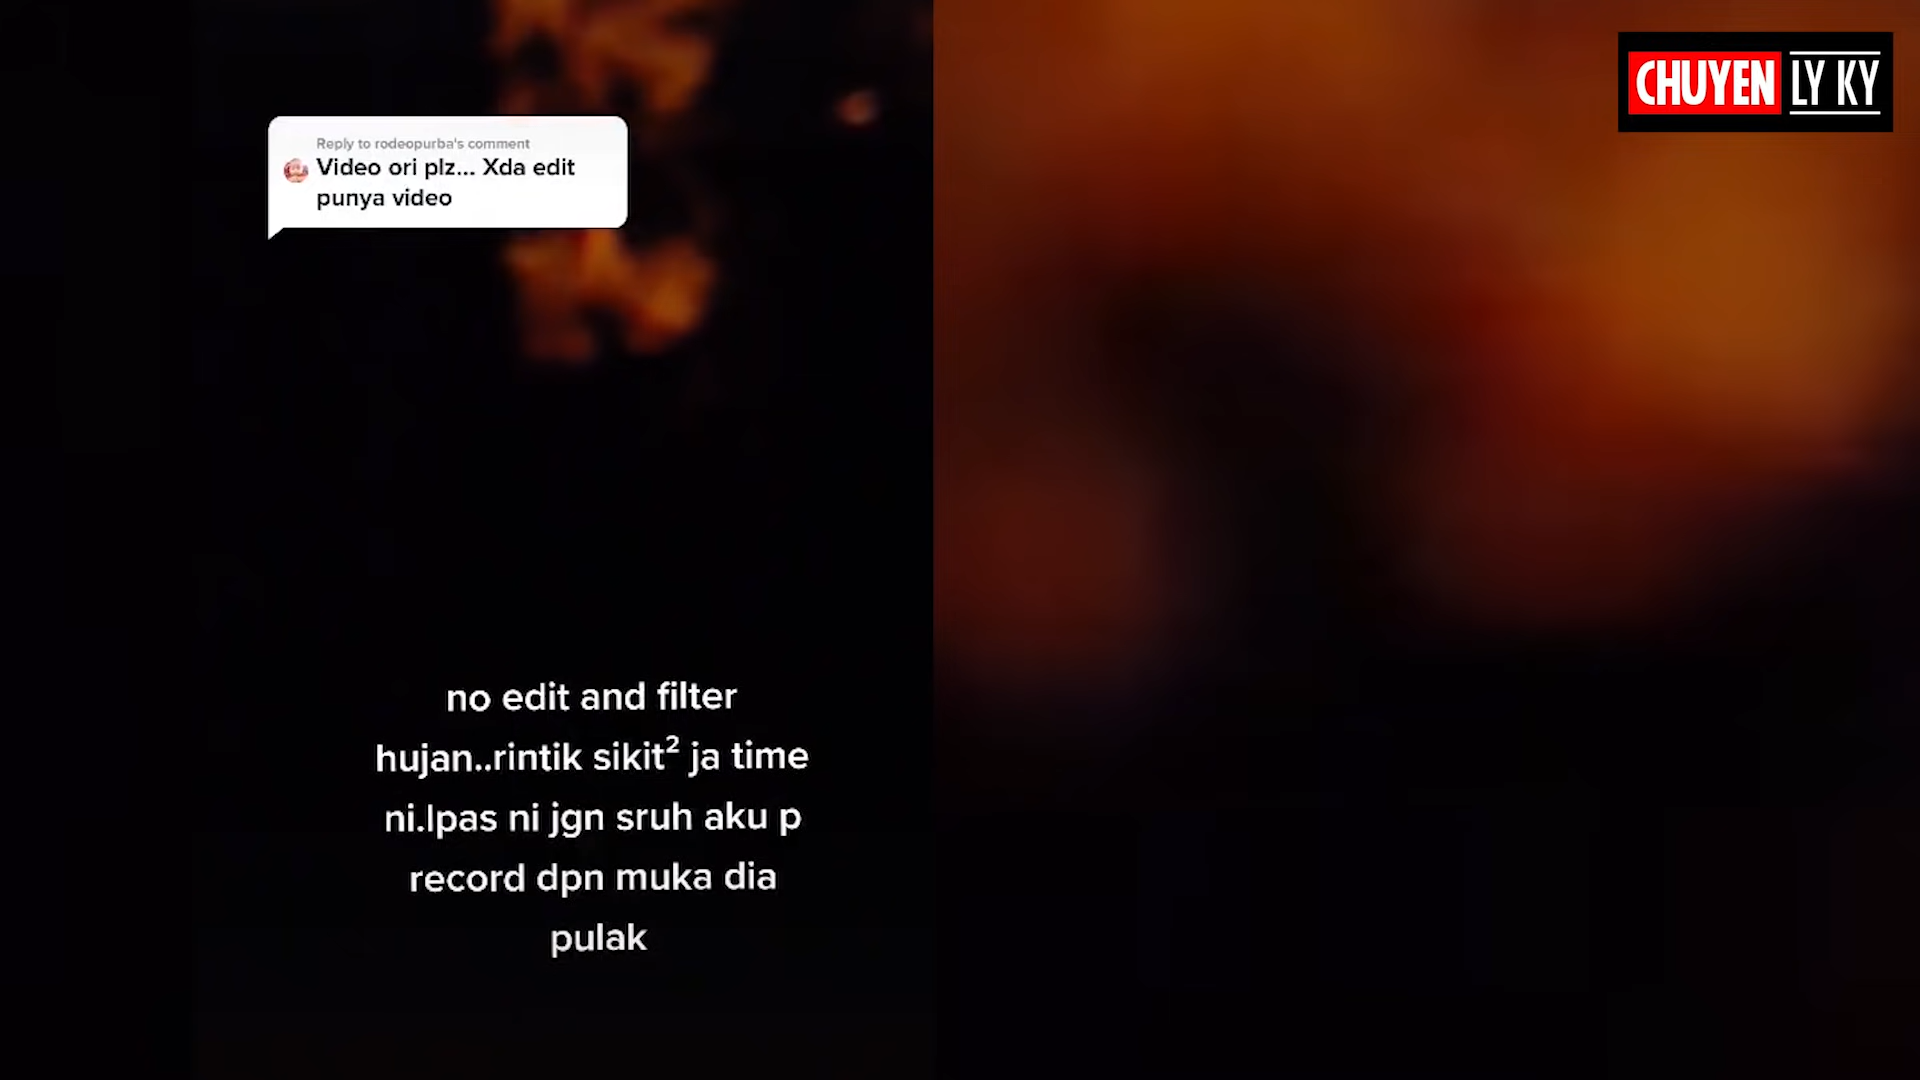 CHUYEN LY KY
Reply to rodeopurba's comment
Video ori plz... Xda edit
punya video
no edit and filter
hujan..rintik sikit² ja time
ni.lpas ni jgn sruh aku p
record dpn muka dia
pulak